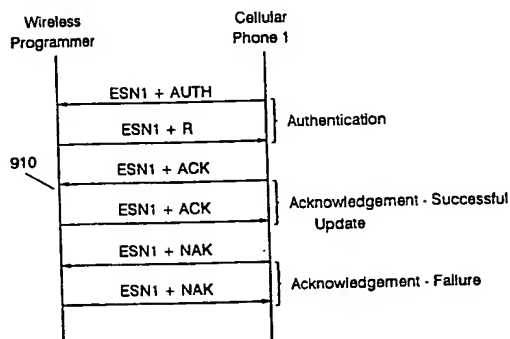 Wireless
Programmer
Cellular
Phone 1
ESN1 + AUTH
ESN1 + R
Authentication
910
ESN1 + ACK
ESN1 + ACK
Acknowledgement - Successful
Update
ESN1 + NAK
ESN1 + NAK
Acknowledgement - Failure